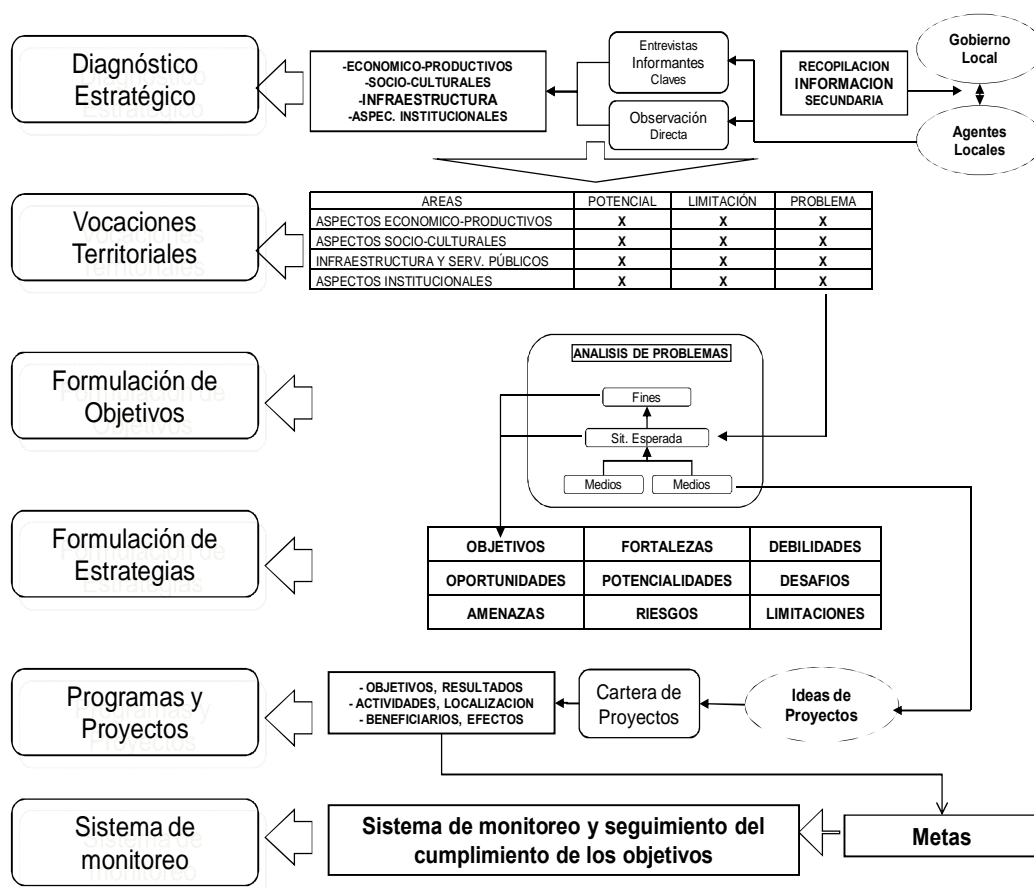 Diagnóstico
Estratégico
-ECONOMICO-PRODUCTIVOS
-SOCIO-CULTURALES
-INFRAESTRUCTURA
-ASPEC. INSTITUCIONALES
Entrevistas
Informantes
Claves
Observación
Directa
RECOPILACION
INFORMACION
SECUNDARIA
Gobierno
Local
Agentes
Locales
Vocaciones
Territoriales
AREAS POTENCIAL LIMITACIÓN PROBLEMA
ASPECTOS ECONOMICO-PRODUCTIVOS X X X
ASPECTOS SOCIO-CULTURALES X X X
INFRAESTRUCTURA Y SERV. PÚBLICOS X X X
ASPECTOS INSTITUCIONALES X X X
Formulación de
Objetivos
ANALISIS DE PROBLEMAS
Fines
Sit. Esperada
Medios Medios
Formulación de
Estrategias
OBJETIVOS FORTALEZAS DEBILIDADES
OPORTUNIDADES POTENCIALIDADES DESAFIOS
AMENAZAS RIESGOS LIMITACIONES
Programas y
Proyectos
- OBJETIVOS, RESULTADOS
- ACTIVIDADES, LOCALIZACION
- BENEFICIARIOS, EFECTOS
Cartera de
Proyectos
Ideas de
Proyectos
Sistema de
monitoreo
Sistema de monitoreo y seguimiento del
cumplimiento de los objetivos
Metas